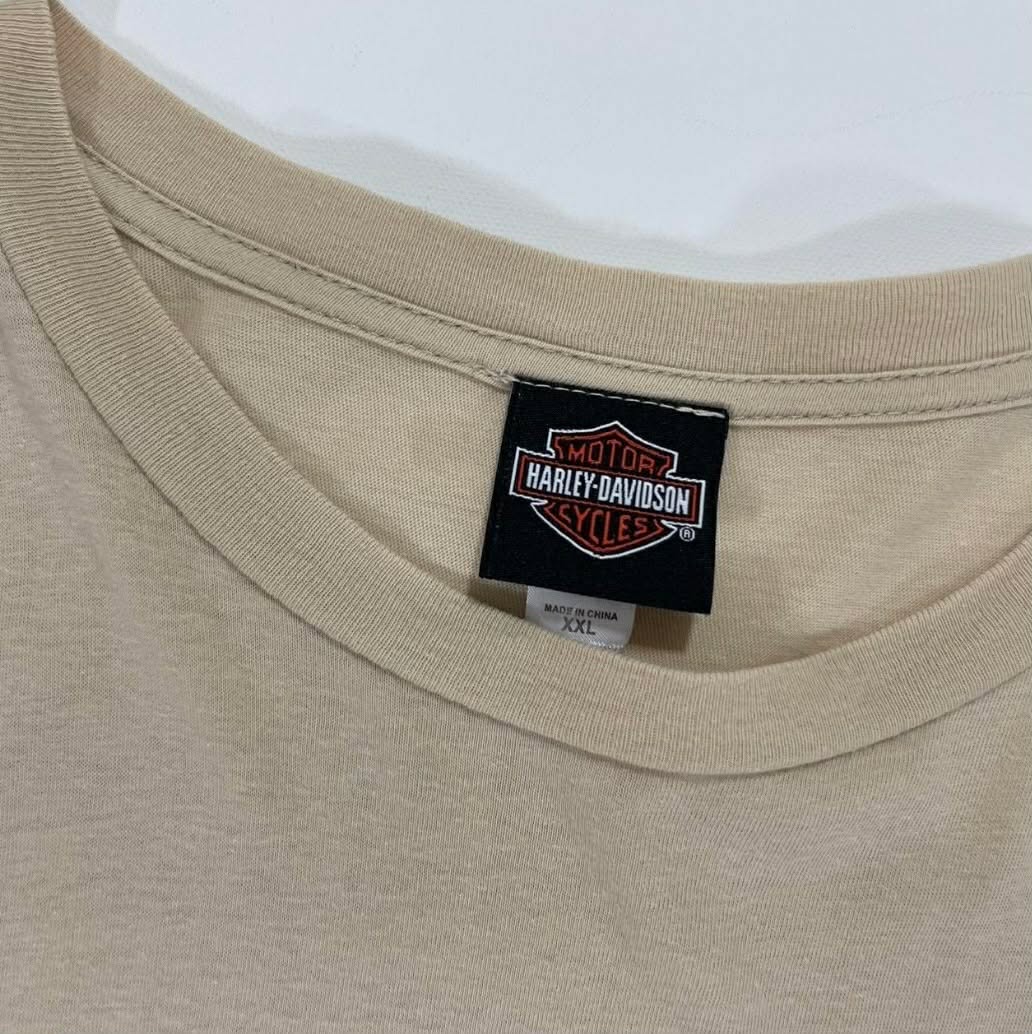 MOTOR
HARLEY-DAVIDSON
CYCLES
®
MADE IN CHINA
XXL